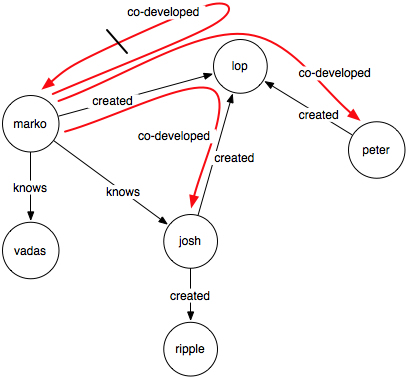 co-developed
lop
co-developed
created
marko
created
co-developed
peter
created
knows
knows
vadas
josh
created
ripple